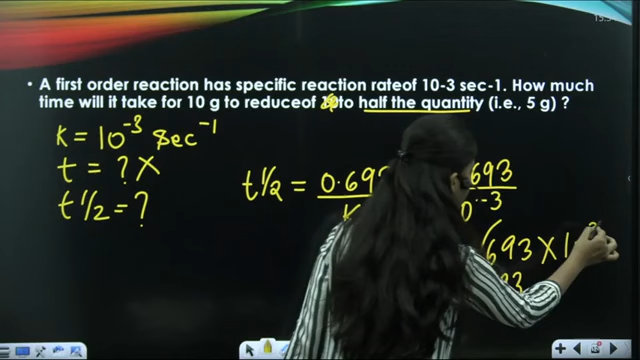 • A first order reaction has specific reaction rateof 10-3 sec-1. How much
time will it take for 10 g to reduceof to half the quantity (i.e., 5 g) ?
K = 10⁻³ sec⁻¹
t = ? X
t½ = ?
t½ = 0.693
693
-3
693 X 1